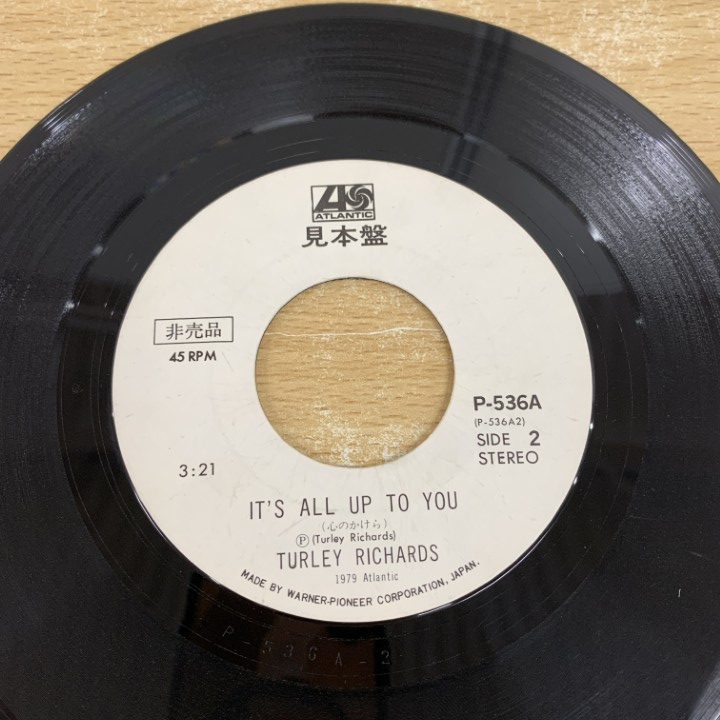 ATLANTIC
見本盤
非売品
45 RPM
P-536A
(P-536A2)
SIDE 2
STEREO
3:21
IT'S ALL UP TO YOU
(心のかけら)
Ⓟ(Turley Richards)
TURLEY RICHARDS
1979 Atlantic
MADE BY WARNER-PIONEER CORPORATION, JAPAN.
P-536A-2